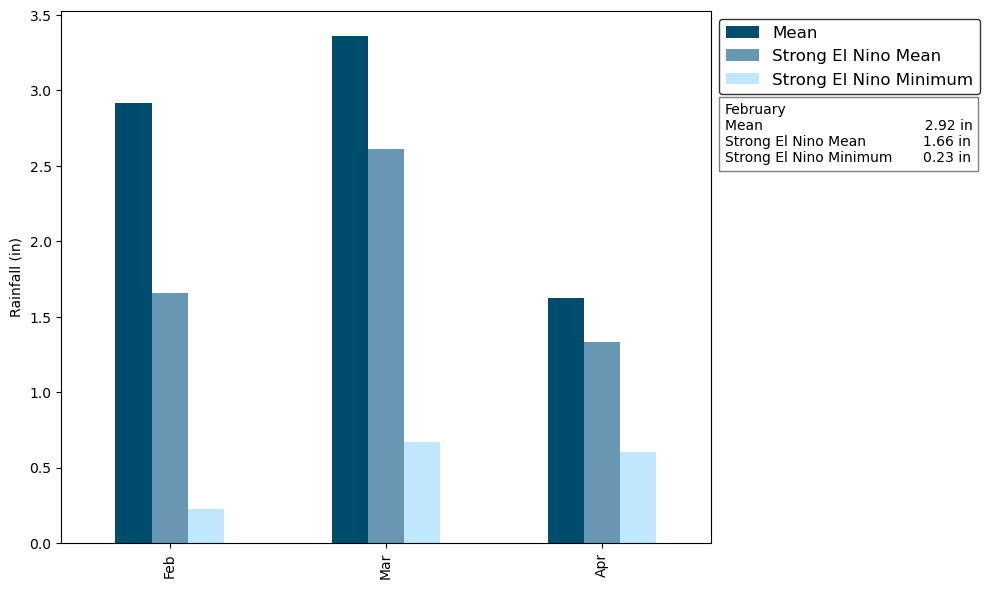 3.5
3.0
2.5
2.0
1.5
1.0
0.5
0.0
Rainfall (in)
Feb
Mar
Apr
Mean
Strong El Nino Mean
Strong El Nino Minimum
February
Mean 2.92 in
Strong El Nino Mean 1.66 in
Strong El Nino Minimum 0.23 in